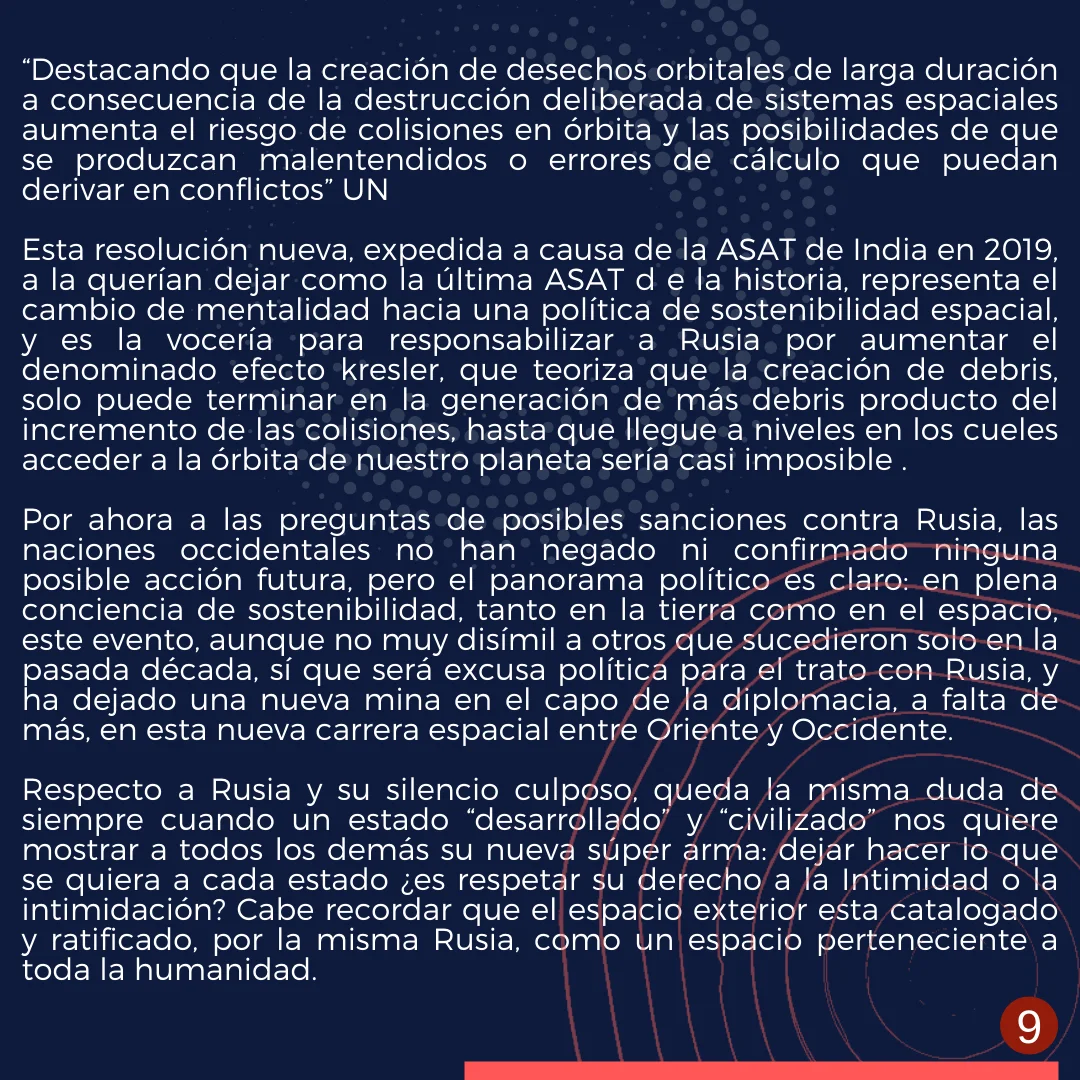 “Destacando que la creación de desechos orbitales de larga duración
a consecuencia de la destrucción deliberada de sistemas espaciales
aumenta el riesgo de colisiones en órbita y las posibilidades de que
se produzcan malentendidos o errores de cálculo que puedan
derivar en conflictos” UN
Esta resolución nueva, expedida a causa de la ASAT de India en 2019,
a la querían dejar como la última ASAT d e la historia, representa el
cambio de mentalidad hacia una política de sostenibilidad espacial,
y es la vocería para responsabilizar a Rusia por aumentar el
denominado efecto kresler, que teoriza que la creación de debris,
solo puede terminar en la generación de más debris producto del
incremento de las colisiones, hasta que llegue a niveles en los cueles
acceder a la órbita de nuestro planeta sería casi imposible .
Por ahora a las preguntas de posibles sanciones contra Rusia, las
naciones occidentales no han negado ni confirmado ninguna
posible acción futura, pero el panorama político es claro: en plena
conciencia de sostenibilidad, tanto en la tierra como en el espacio,
este evento, aunque no muy disímil a otros que sucedieron solo en la
pasada década, sí que será excusa política para el trato con Rusia, y
ha dejado una nueva mina en el capo de la diplomacia, a falta de
más, en esta nueva carrera espacial entre Oriente y Occidente.
Respecto a Rusia y su silencio culposo, queda la misma duda de
siempre cuando un estado “desarrollado” y “civilizado” nos quiere
mostrar a todos los demás su nueva súper arma: dejar hacer lo que
se quiera a cada estado ¿es respetar su derecho a la Intimidad o la
intimidación? Cabe recordar que el espacio exterior esta catalogado
y ratificado, por la misma Rusia, como un espacio perteneciente a
toda la humanidad.
9